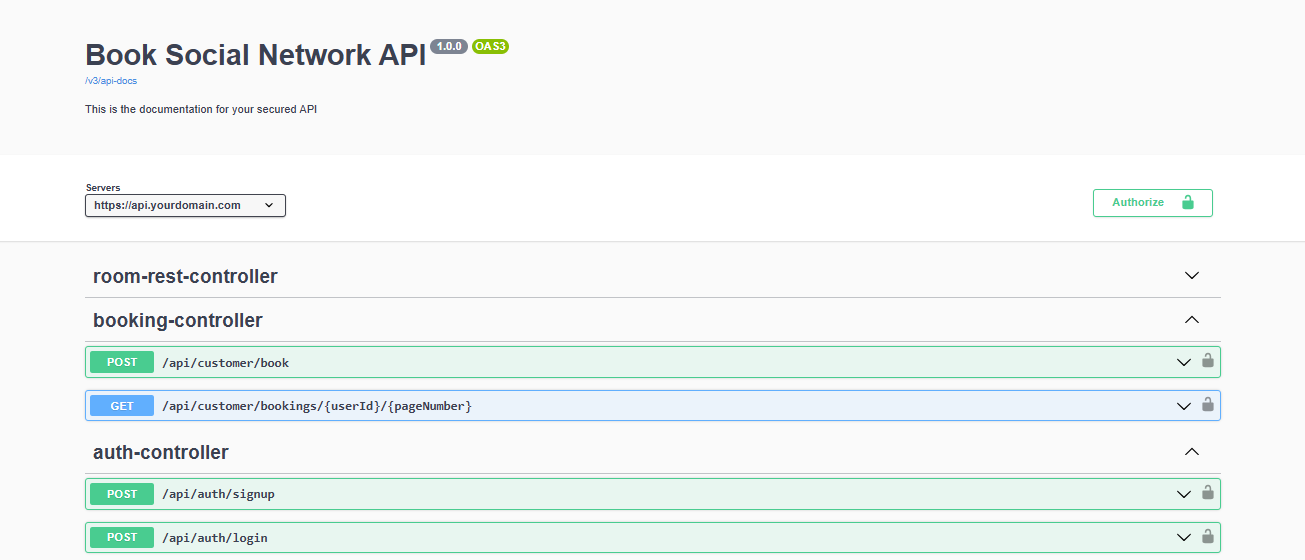 Book Social Network API 1.0.0 OAS3
/v3/api-docs
This is the documentation for your secured API
Servers
https://api.yourdomain.com
Authorize
room-rest-controller
booking-controller
POST /api/customer/book
GET /api/customer/bookings/{userId}/{pageNumber}
auth-controller
POST /api/auth/signup
POST /api/auth/login